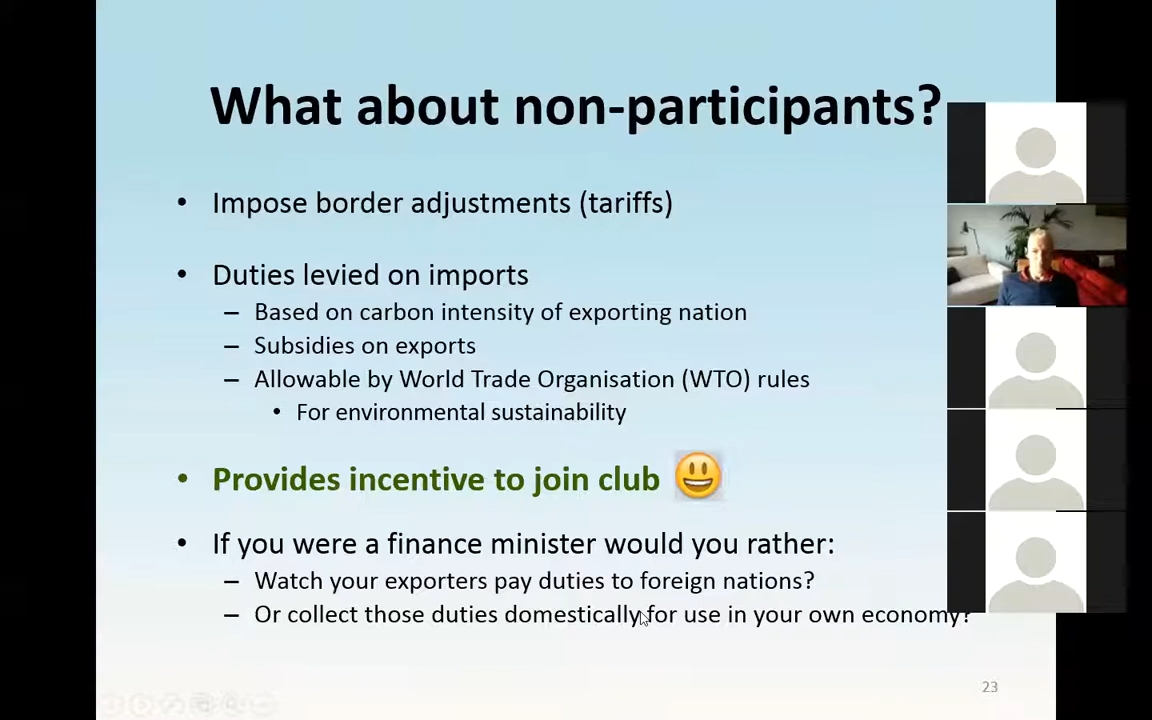 What about non-participants?
• Impose border adjustments (tariffs)
• Duties levied on imports
– Based on carbon intensity of exporting nation
– Subsidies on exports
– Allowable by World Trade Organisation (WTO) rules
• For environmental sustainability
• Provides incentive to join club 😃
• If you were a finance minister would you rather:
– Watch your exporters pay duties to foreign nations?
– Or collect those duties domestically for use in your own economy?
23